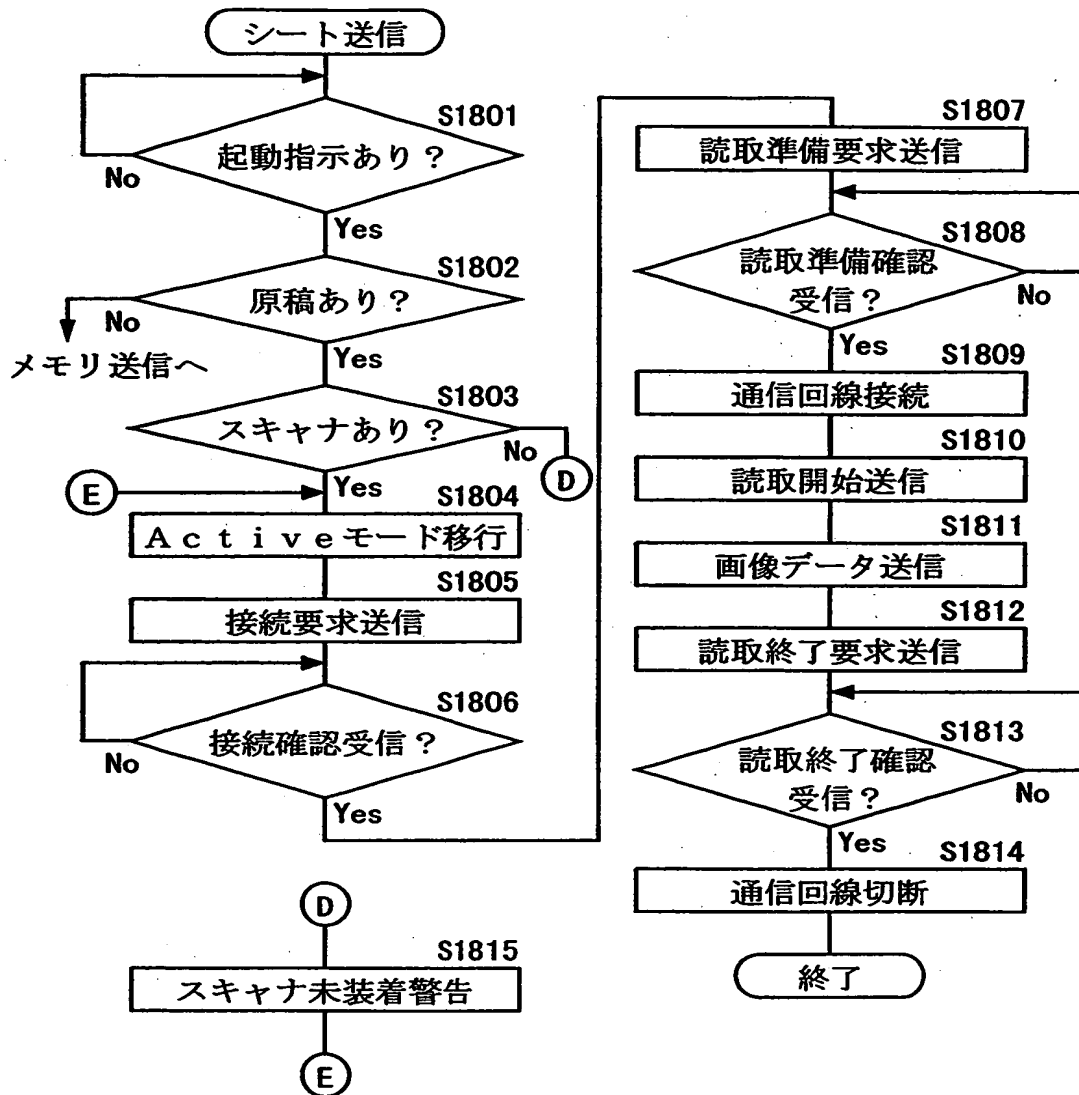 シート送信
S1801
起動指示あり？
No
Yes
S1802
原稿あり？
No
メモリ送信へ
Yes
S1803
スキャナあり？
No
D
Yes
E
S1804
Activeモード移行
S1805
接続要求送信
S1806
接続確認受信？
No
Yes
S1807
読取準備要求送信
S1808
読取準備確認
受信？
No
Yes
S1809
通信回線接続
S1810
読取開始送信
S1811
画像データ送信
S1812
読取終了要求送信
S1813
読取終了確認
受信？
No
Yes
S1814
通信回線切断
終了
D
S1815
スキャナ未装着警告
E